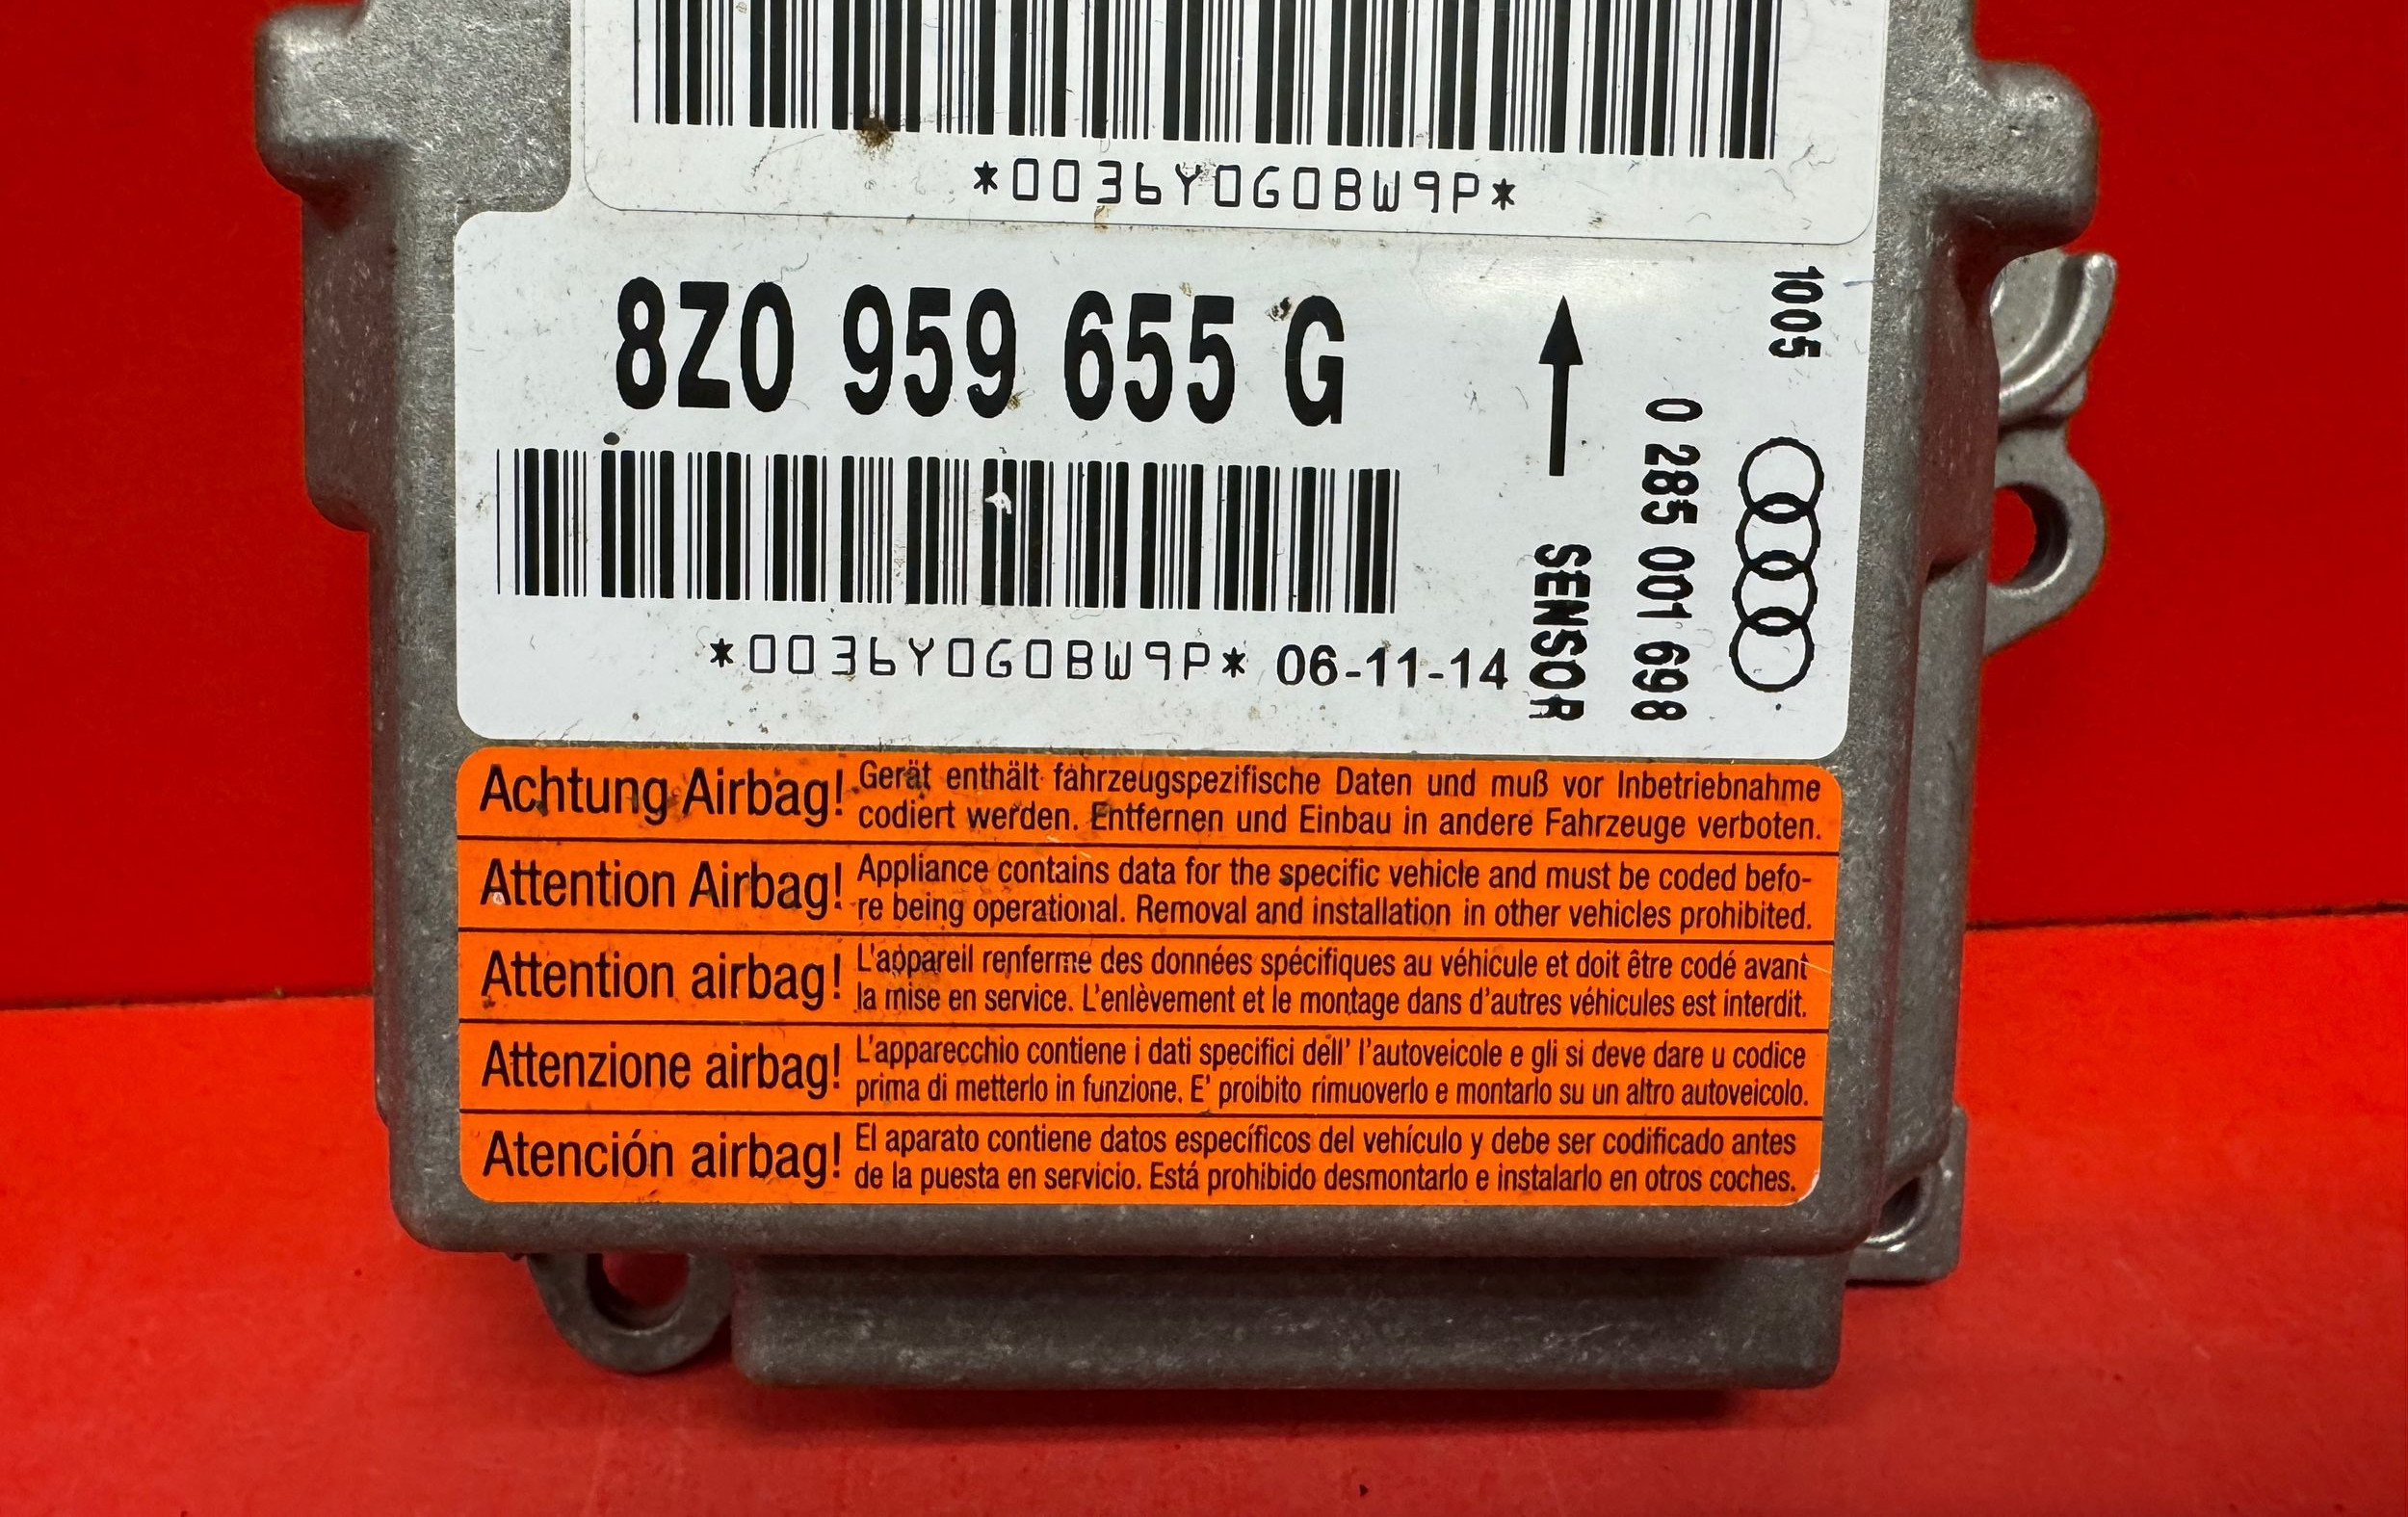 *0036Y0G0BW9P*
8Z0 959 655 G
*0036Y0G0BW9P* 06-11-14
SENSOR
0 285 001 698
1005
Achtung Airbag! Gerät enthält fahrzeugspezifische Daten und muß vor Inbetriebnahme
codiert werden. Entfernen und Einbau in andere Fahrzeuge verboten.
Attention Airbag! Appliance contains data for the specific vehicle and must be coded befo-
re being operational. Removal and installation in other vehicles prohibited.
Attention airbag! L'appareil renferme des données spécifiques au véhicule et doit être codé avant
la mise en service. L'enlèvement et le montage dans d'autres véhicules est interdit.
Attenzione airbag! L'apparecchio contiene i dati specifici dell' l'autoveicole e gli si deve dare u codice
prima di metterlo in funzione. E' proibito rimuoverlo e montarlo su un altro autoveicolo.
Atención airbag! El aparato contiene datos específicos del vehículo y debe ser codificado antes
de la puesta en servicio. Está prohibido desmontarlo e instalarlo en otros coches.